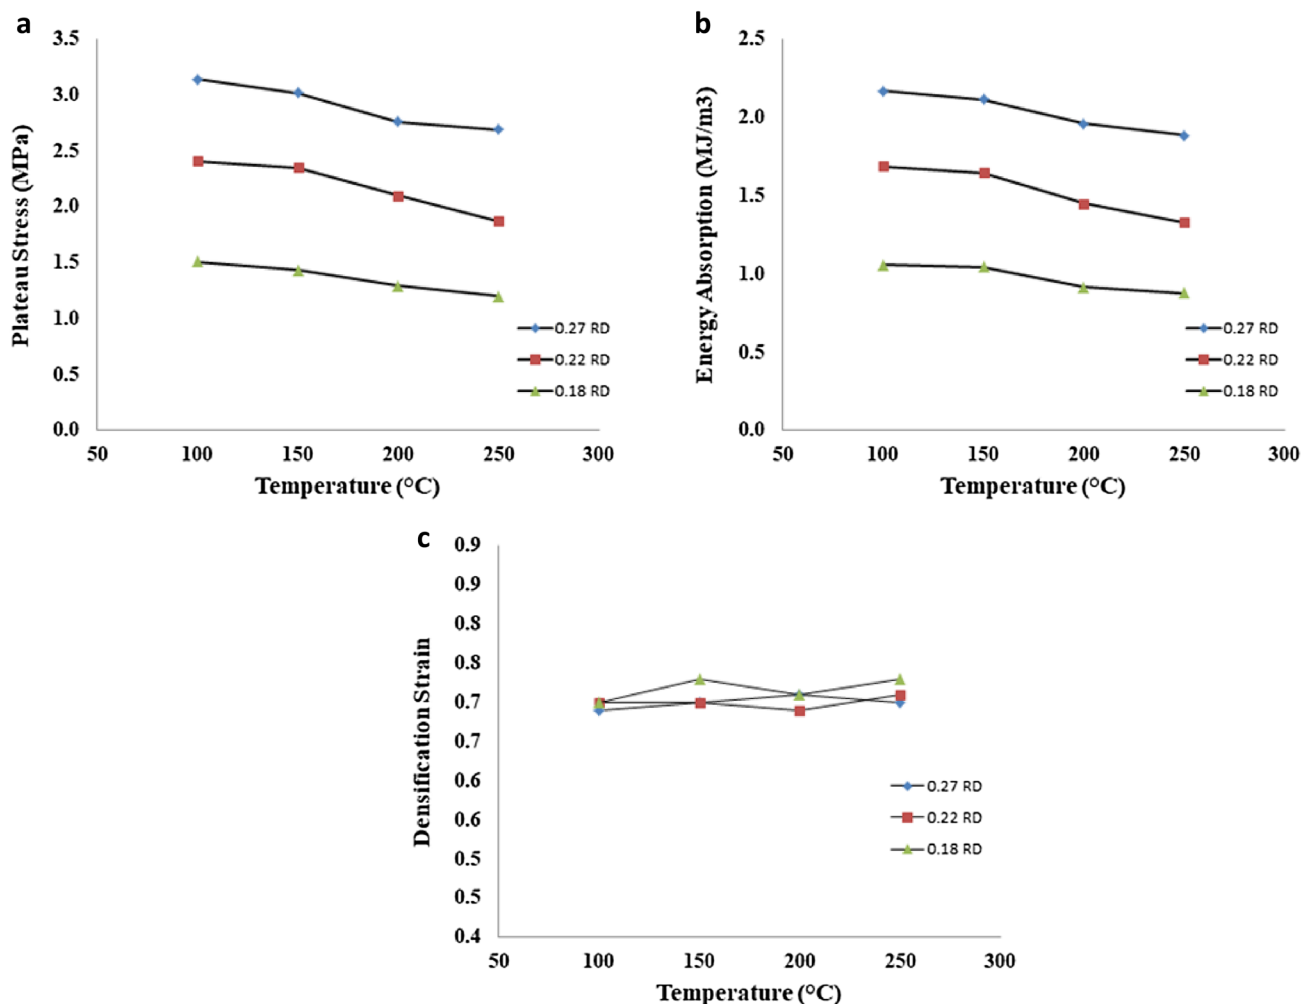 a
3.5
3.0
2.5
2.0
1.5
1.0
0.5
0.0
Plateau Stress (MPa)
50 100 150 200 250 300
Temperature (°C)
0.27 RD
0.22 RD
0.18 RD
b
2.5
2.0
1.5
1.0
0.5
0.0
Energy Absorption (MJ/m3)
50 100 150 200 250 300
Temperature (°C)
0.27 RD
0.22 RD
0.18 RD
c
0.9
0.9
0.8
0.8
0.7
0.7
0.6
0.6
0.5
0.5
0.4
Densification Strain
50 100 150 200 250 300
Temperature (°C)
0.27 RD
0.22 RD
0.18 RD